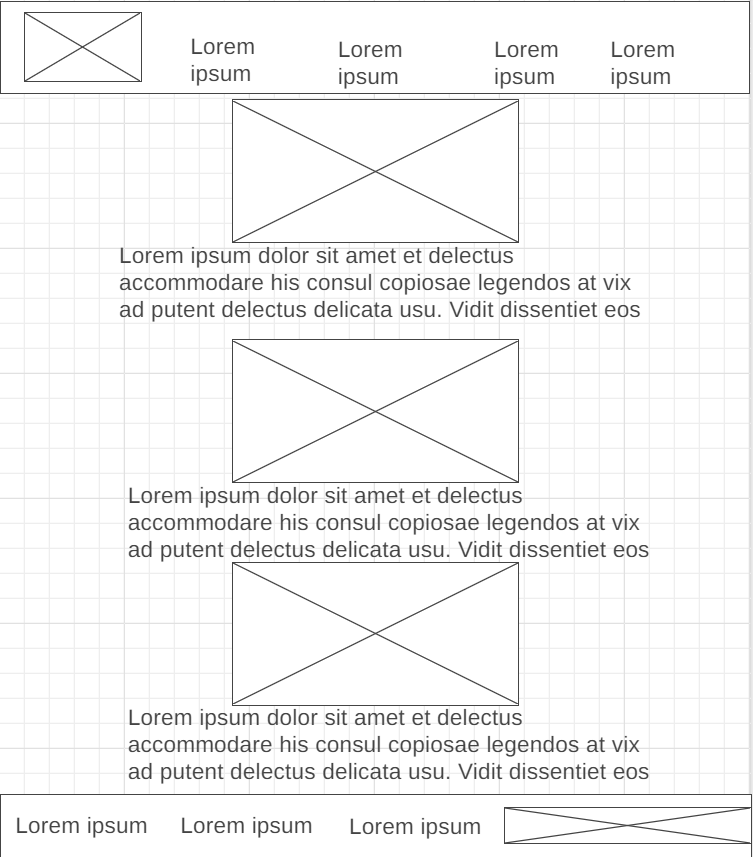 Lorem
ipsum
Lorem
ipsum
Lorem
ipsum
Lorem
ipsum
Lorem ipsum dolor sit amet et delectus
accommodare his consul copiosae legendos at vix
ad putent delectus delicata usu. Vidit dissentiet eos
Lorem ipsum dolor sit amet et delectus
accommodare his consul copiosae legendos at vix
ad putent delectus delicata usu. Vidit dissentiet eos
Lorem ipsum dolor sit amet et delectus
accommodare his consul copiosae legendos at vix
ad putent delectus delicata usu. Vidit dissentiet eos
Lorem ipsum
Lorem ipsum
Lorem ipsum